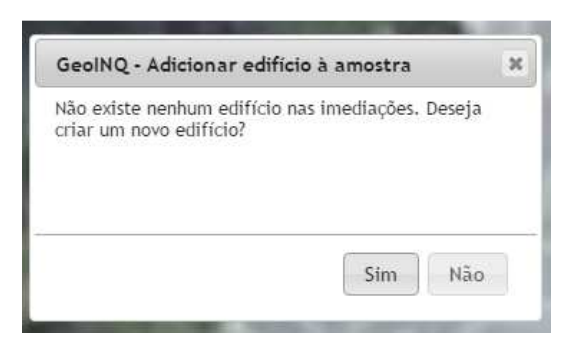 GeoINQ - Adicionar edifício à amostra
Não existe nenhum edifício nas imediações. Deseja
criar um novo edifício?
Sim
Não